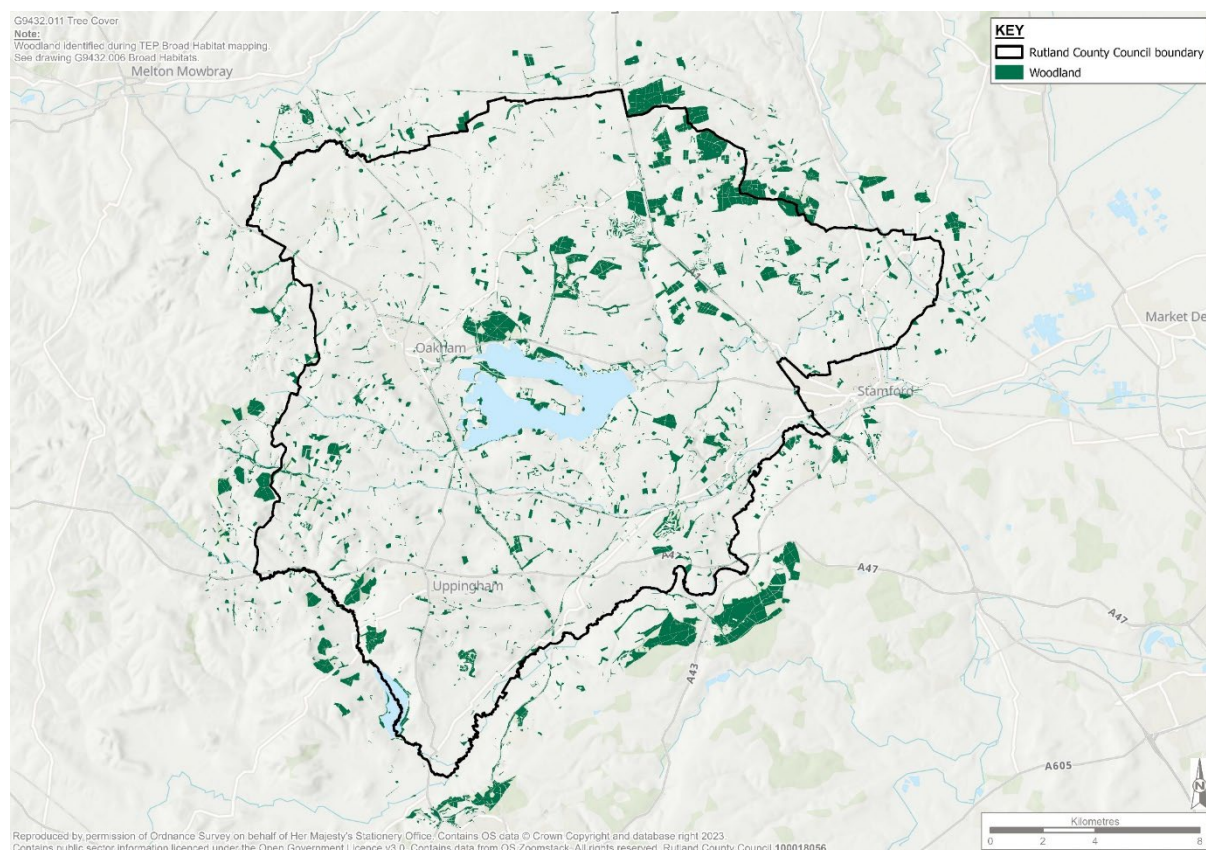 G9432.011 Tree Cover
Note:
Woodland identified during TEP Broad Habitat mapping.
See drawing G9432.006 Broad Habitats.
KEY
Rutland County Council boundary
Woodland
Melton Mowbray
Oakham
Market De
Stamford
Uppingham
A47
A47
A43
A605
N
Kilometres
0 2 4 8
Reproduced by permission of Ordnance Survey on behalf of Her Majesty's Stationery Office. Contains OS data © Crown Copyright and database right 2023
Contains public sector information licenced under the Open Government Licence v3.0. Contains data from OS Zoomstack. All rights reserved. Rutland County Council 100018056